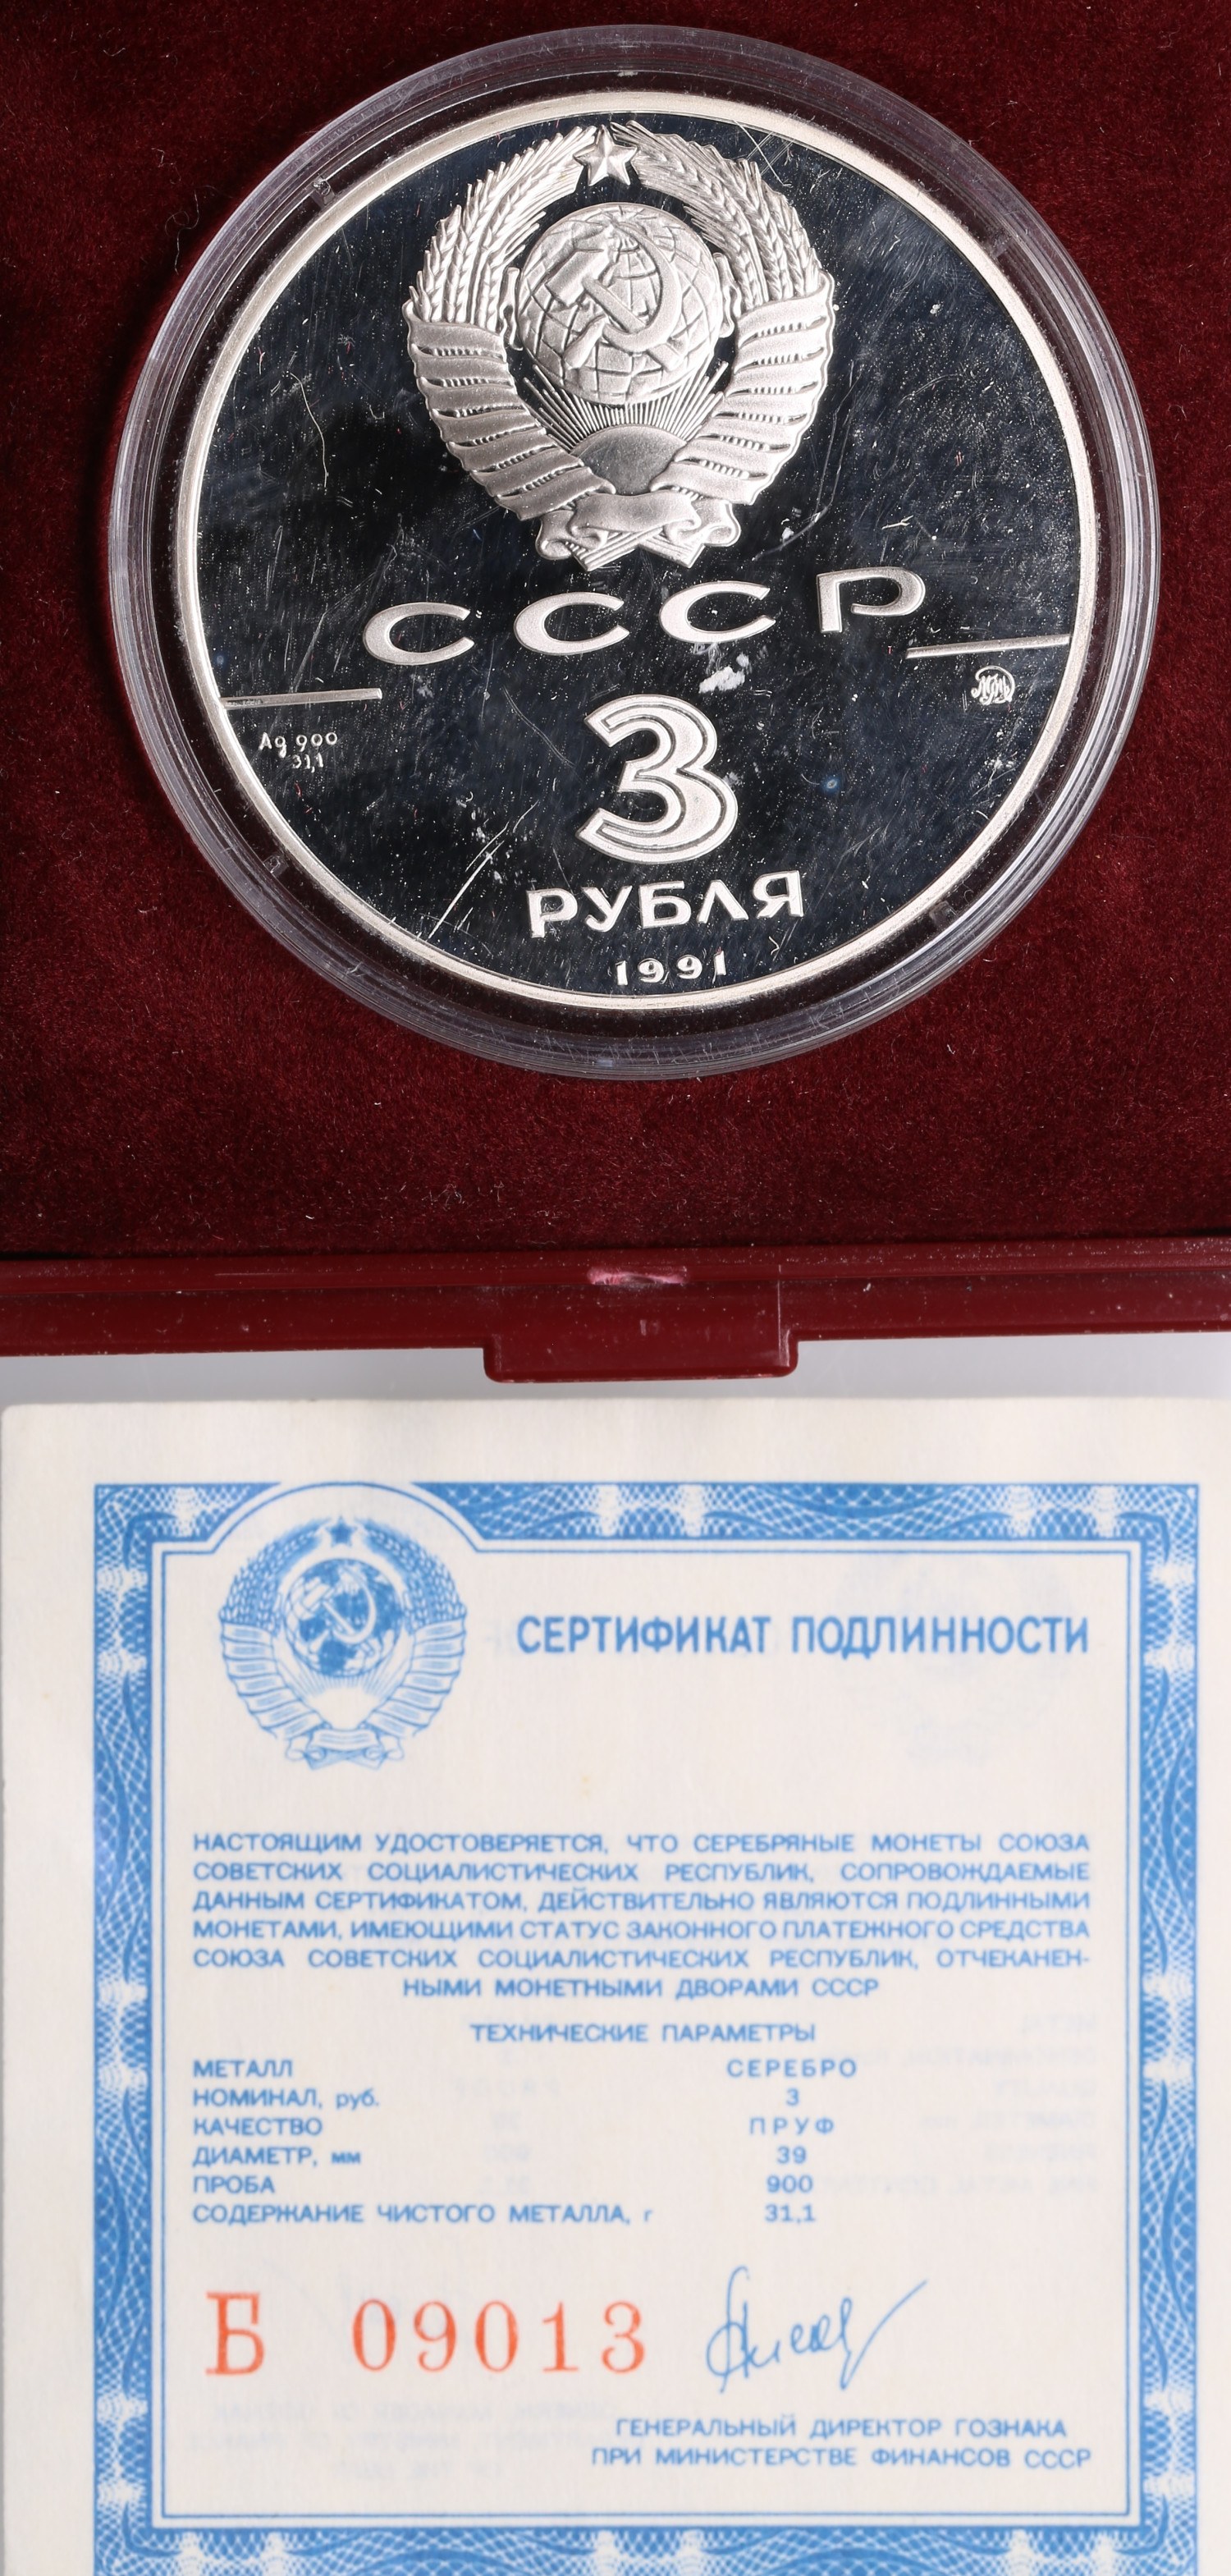 СССР
Ag 900
31,1
ММД
3
РУБЛЯ
1991
СЕРТИФИКАТ ПОДЛИННОСТИ
НАСТОЯЩИМ УДОСТОВЕРЯЕТСЯ, ЧТО СЕРЕБРЯНЫЕ МОНЕТЫ СОЮЗА
СОВЕТСКИХ СОЦИАЛИСТИЧЕСКИХ РЕСПУБЛИК, СОПРОВОЖДАЕМЫЕ
ДАННЫМ СЕРТИФИКАТОМ, ДЕЙСТВИТЕЛЬНО ЯВЛЯЮТСЯ ПОДЛИННЫМИ
МОНЕТАМИ, ИМЕЮЩИМИ СТАТУС ЗАКОННОГО ПЛАТЕЖНОГО СРЕДСТВА
СОЮЗА СОВЕТСКИХ СОЦИАЛИСТИЧЕСКИХ РЕСПУБЛИК, ОТЧЕКАНЕН-
НЫМИ МОНЕТНЫМИ ДВОРАМИ СССР
ТЕХНИЧЕСКИЕ ПАРАМЕТРЫ
МЕТАЛЛ СЕРЕБРО
НОМИНАЛ, руб. 3
КАЧЕСТВО ПРУФ
ДИАМЕТР, мм 39
ПРОБА 900
СОДЕРЖАНИЕ ЧИСТОГО МЕТАЛЛА, г 31,1
Б 09013
ГЕНЕРАЛЬНЫЙ ДИРЕКТОР ГОЗНАКА
ПРИ МИНИСТЕРСТВЕ ФИНАНСОВ СССР